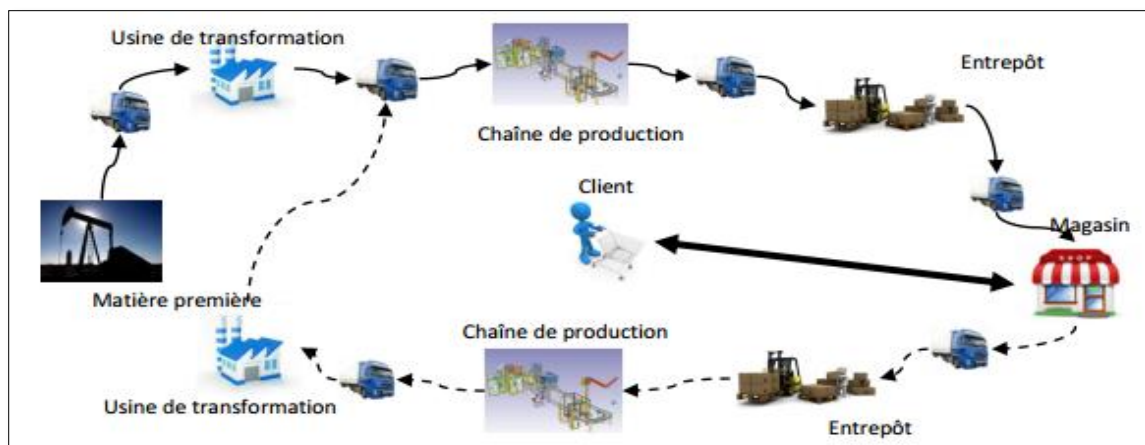 Usine de transformation
Entrepôt
Chaîne de production
Client
Magasin
Matière première
Chaîne de production
Usine de transformation
Entrepôt